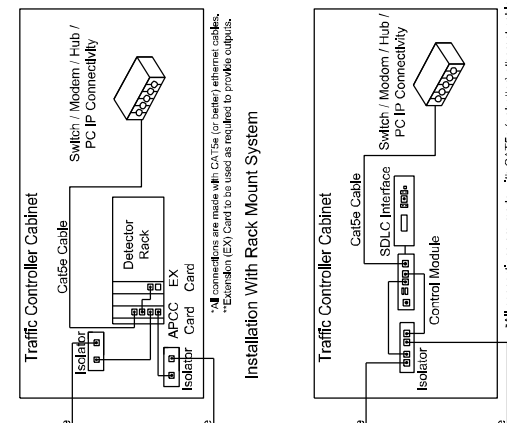 Traffic Controller Cabinet
Cat5e Cable
Switch / Modem / Hub /
PC IP Connectivity
Isolator
Detector
Rack
APCC
Card
EX
Card
Isolator
*All connections are made with CAT5e (or better) ethernet cables.
**Extension (EX) Card to be used as required to provide outputs.
Installation With Rack Mount System
Traffic Controller Cabinet
Cat5e Cable
Switch / Modem / Hub /
PC IP Connectivity
SDLC Interface
Control Module
Isolator